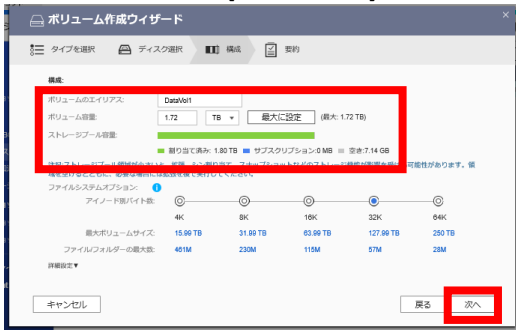 ボリューム作成ウィザード
タイプを選択 ディスク選択 構成 要約
構成:
ボリュームのエイリアス: DataVol1
ボリューム容量: 1.72 TB 最大に設定 (最大: 1.72 TB)
ストレージプール容量:
割り当て済み: 1.80 TB サブスクリプション:0 MB 空き:7.14 GB
ファイルシステムオプション:
アイノード別バイト数:
4K 8K 16K 32K 64K
最大ボリュームサイズ: 15.99 TB 31.99 TB 63.99 TB 127.99 TB 250 TB
ファイル/フォルダーの最大数: 461M 230M 115M 57M 28M
詳細設定▼
キャンセル 戻る 次へ